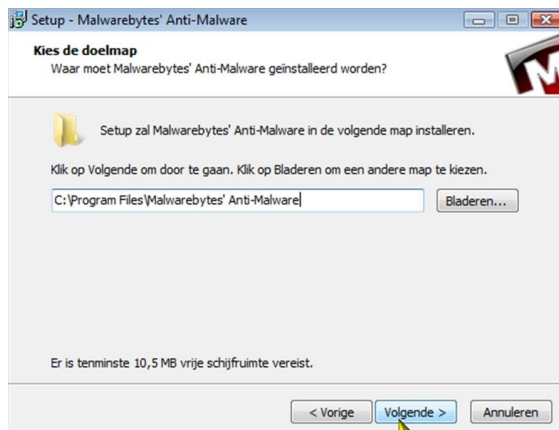 Setup - Malwarebytes' Anti-Malware
Kies de doelmap
Waar moet Malwarebytes' Anti-Malware geïnstalleerd worden?
Setup zal Malwarebytes' Anti-Malware in de volgende map installeren.
Klik op Volgende om door te gaan. Klik op Bladeren om een andere map te kiezen.
C:\Program Files\Malwarebytes' Anti-Malware
Bladeren...
Er is tenminste 10,5 MB vrije schijfruimte vereist.
< Vorige
Volgende >
Annuleren